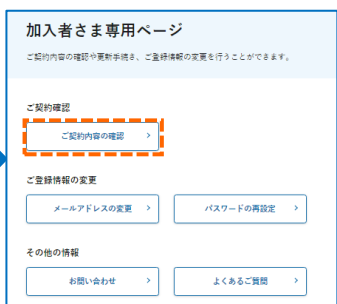 加入者さま専用ページ
ご契約内容の確認や更新手続き、ご登録情報の変更を行うことができます。
ご契約確認
ご契約内容の確認
ご登録情報の変更
メールアドレスの変更
パスワードの再設定
その他の情報
お問い合わせ
よくあるご質問